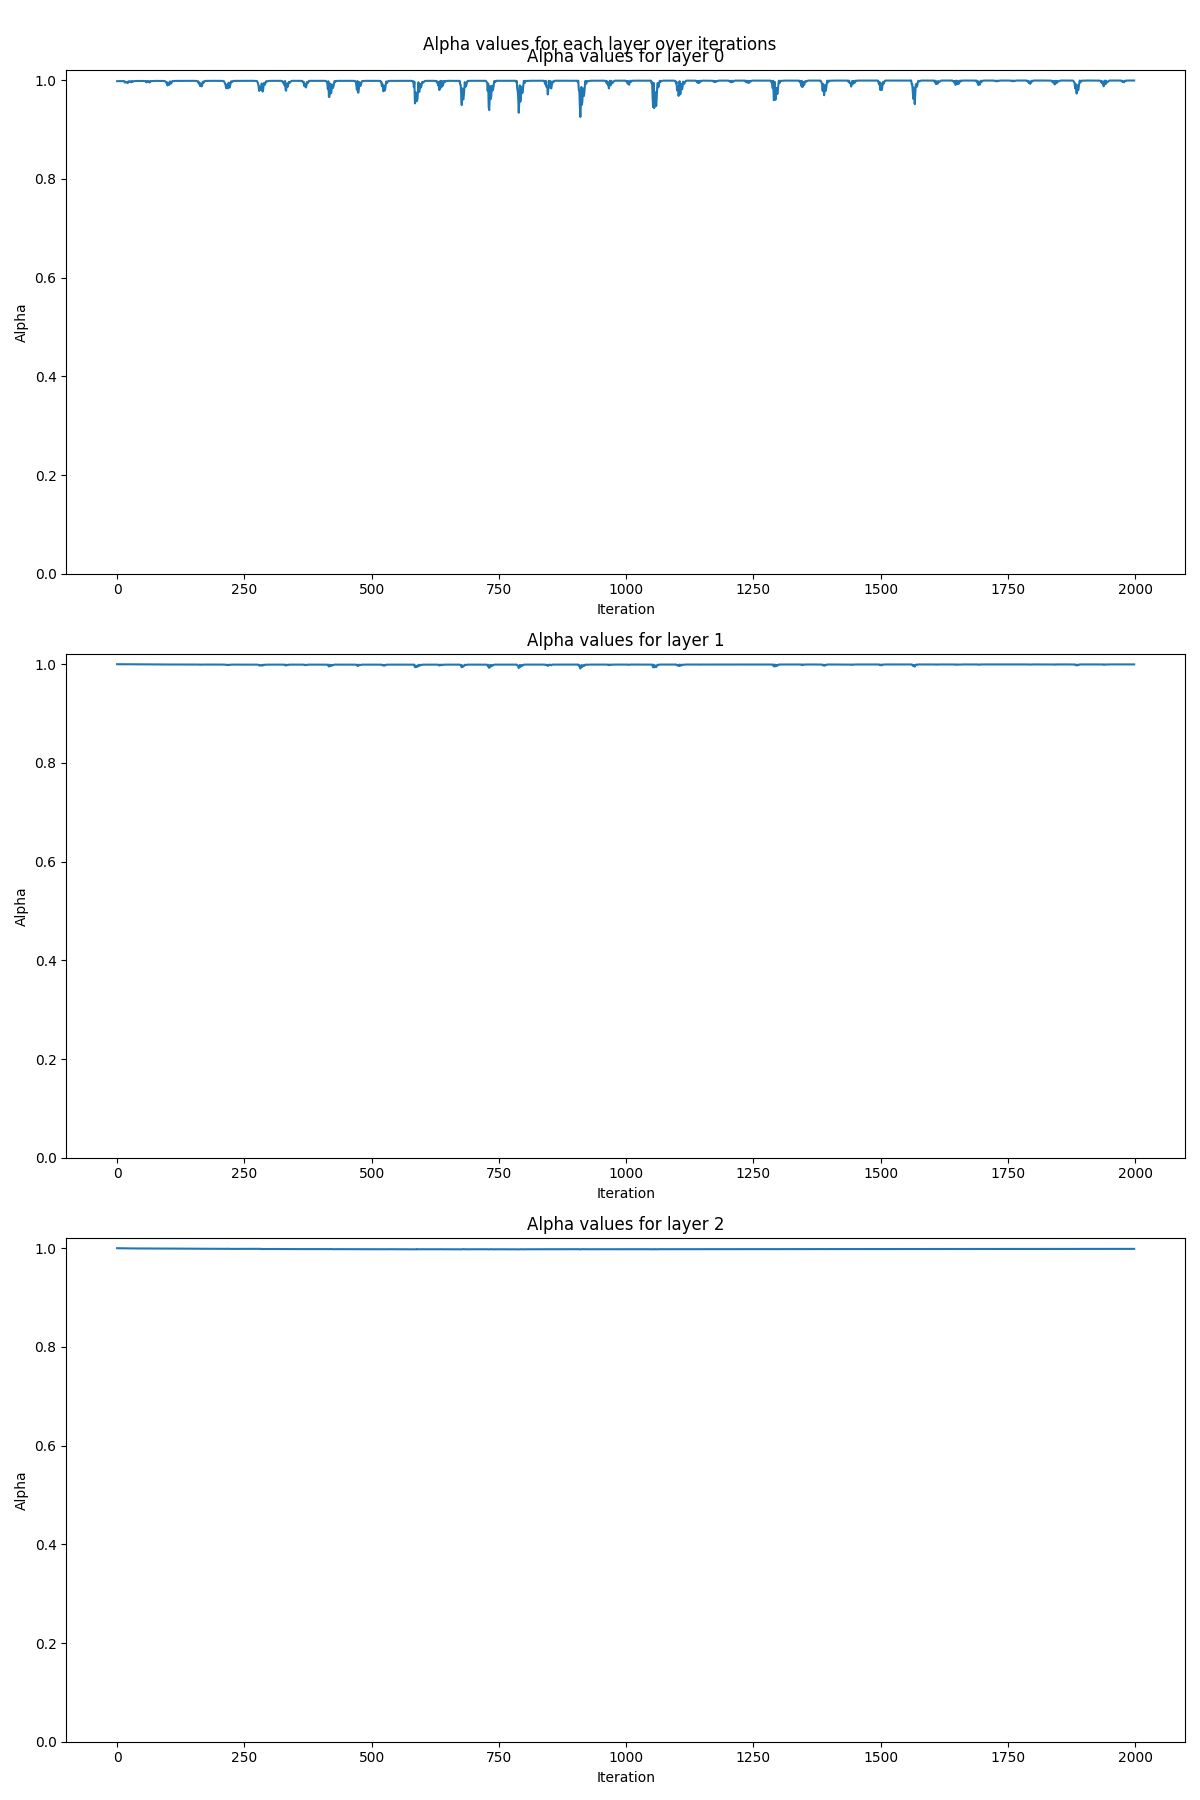 Alpha values for each layer over iterations
Alpha values for layer 0
1.0
0.8
0.6
0.4
0.2
0.0
Alpha
0 250 500 750 1000 1250 1500 1750 2000
Iteration
Alpha values for layer 1
1.0
0.8
0.6
0.4
0.2
0.0
Alpha
0 250 500 750 1000 1250 1500 1750 2000
Iteration
Alpha values for layer 2
1.0
0.8
0.6
0.4
0.2
0.0
Alpha
0 250 500 750 1000 1250 1500 1750 2000
Iteration